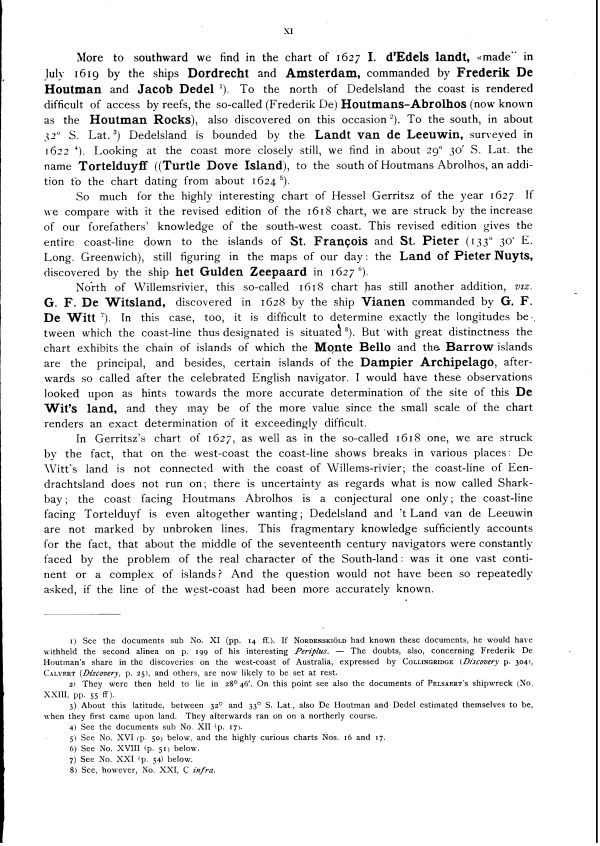 XI
More to southward we find in the chart of 1627 I. d'Edels landt, «made¨ in
July 1619 by the ships Dordrecht and Amsterdam, commanded by Frederik De
Houtman and Jacob Dedel ¹). To the north of Dedelsland the coast is rendered
difficult of access by reefs, the so-called (Frederik De) Houtmans-Abrolhos (now known
as the Houtman Rocks), also discovered on this occasion ²). To the south, in about
32° S. Lat. ³) Dedelsland is bounded by the Landt van de Leeuwin, surveyed in
1622 ⁴). Looking at the coast more closely still, we find in about 29° 30′ S. Lat. the
name Tortelduyff ((Turtle Dove Island), to the south of Houtmans Abrolhos, an addi-
tion to the chart dating from about 1624 ⁵).
So much for the highly interesting chart of Hessel Gerritsz of the year 1627. If
we compare with it the revised edition of the 1618 chart, we are struck by the increase
of our forefathers' knowledge of the south-west coast. This revised edition gives the
entire coast-line down to the islands of St. François and St. Pieter (133° 30′ E.
Long. Greenwich), still figuring in the maps of our day: the Land of Pieter Nuyts,
discovered by the ship het Gulden Zeepaard in 1627 ⁶).
North of Willemsrivier, this so-called 1618 chart has still another addition, viz.
G. F. De Witsland, discovered in 1628 by the ship Vianen commanded by G. F.
De Witt ⁷). In this case, too, it is difficult to determine exactly the longitudes be-
tween which the coast-line thus designated is situated ⁸). But with great distinctness the
chart exhibits the chain of islands of which the Monte Bello and the Barrow islands
are the principal, and besides, certain islands of the Dampier Archipelago, after-
wards so called after the celebrated English navigator. I would have these observations
looked upon as hints towards the more accurate determination of the site of this De
Wit's land, and they may be of the more value since the small scale of the chart
renders an exact determination of it exceedingly difficult.
In Gerritsz's chart of 1627, as well as in the so-called 1618 one, we are struck
by the fact, that on the west-coast the coast-line shows breaks in various places: De
Witt's land is not connected with the coast of Willems-rivier; the coast-line of Een-
drachtsland does not run on; there is uncertainty as regards what is now called Shark-
bay; the coast facing Houtmans Abrolhos is a conjectural one only; the coast-line
facing Tortelduyf is even altogether wanting; Dedelsland and 't Land van de Leeuwin
are not marked by unbroken lines. This fragmentary knowledge sufficiently accounts
for the fact, that about the middle of the seventeenth century navigators were constantly
faced by the problem of the real character of the South-land: was it one vast conti-
nent or a complex of islands? And the question would not have been so repeatedly
asked, if the line of the west-coast had been more accurately known.
1) See the documents sub No. XI (pp. 14 ff.). If Nordenskiöld had known these documents, he would have
withheld the second alinea on p. 199 of his interesting Periplus. — The doubts, also, concerning Frederik De
Houtman's share in the discoveries on the west-coast of Australia, expressed by Collingridge (Discovery p. 304),
Calvert (Discovery, p. 25), and others, are now likely to be set at rest.
2) They were then held to lie in 28° 46′. On this point see also the documents of Pelsaert's shipwreck (No.
XXIII, pp. 55 ff).
3) About this latitude, between 32° and 33° S. Lat., also De Houtman and Dedel estimated themselves to be,
when they first came upon land. They afterwards ran on on a northerly course.
4) See the documents sub No. XII (p. 17).
5) See No. XVI (p. 50) below, and the highly curious charts Nos. 16 and 17.
6) See No. XVIII (p. 51) below.
7) See No. XXI (p. 54) below.
8) See, however, No. XXI, C infra.